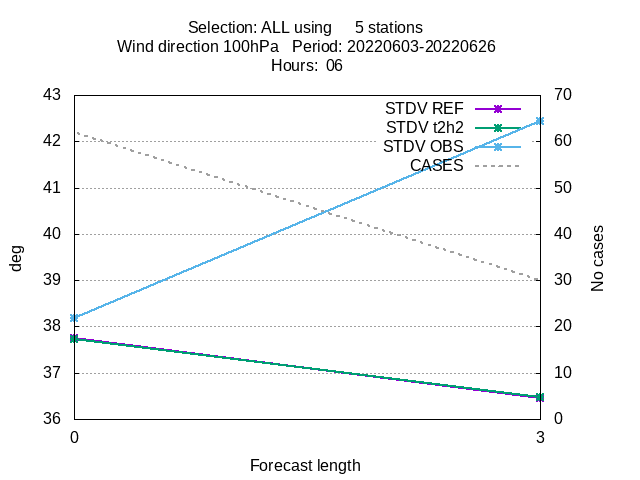 Selection: ALL using     5 stations
Wind direction 100hPa   Period: 20220603-20220626
Hours:  06
43
42
41
40
39
38
37
36
70
60
50
40
30
20
10
0
STDV REF
STDV t2h2
STDV OBS
CASES
deg
No cases
0
3
Forecast length